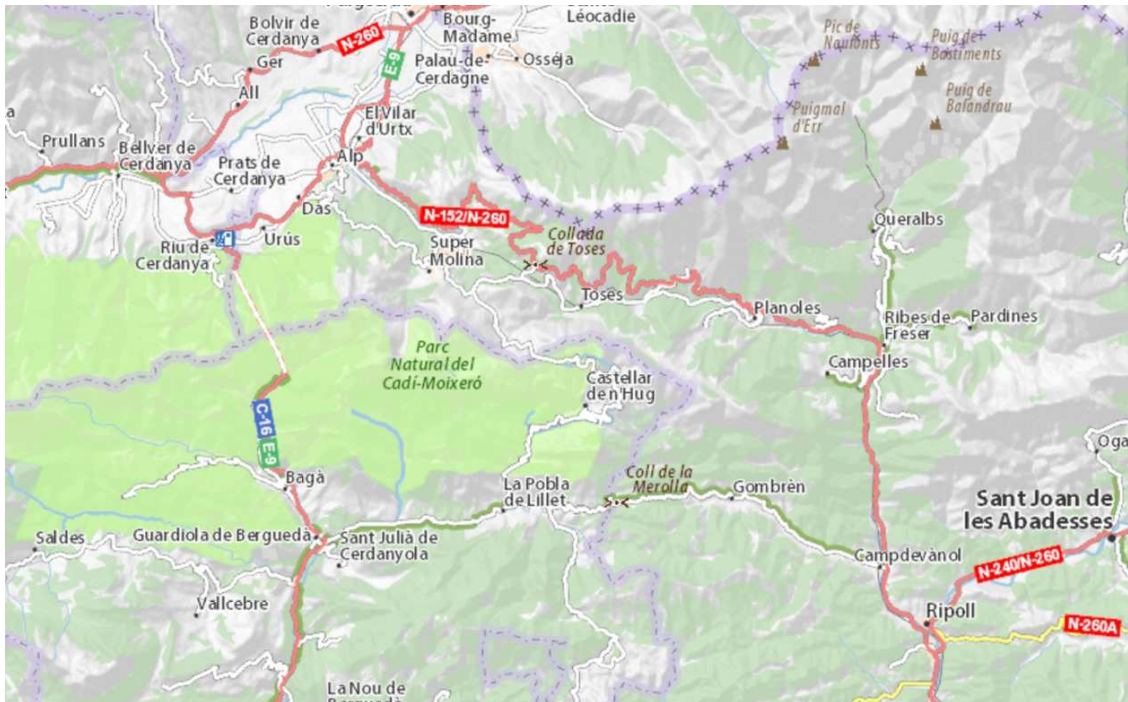 Bolvir de
Cerdanya
Bourg-
Madame
Léocadie
N-260
E-9
Palau-de-
Cerdagne
Osséja
Ger
All
El Vilar
d'Urtx
Pic de
Naufonts
Puig de
Bastiments
Puig de
Balandrau
Puigmal
d'Err
Prullans
Bellver de
Cerdanya
Prats de
Cerdanya
Alp
Das
Urús
Riu de
Cerdanya
N-152/N-260
Super
Molina
Collada
de Toses
Queralbs
Toses
Planoles
Ribes de
Freser
Pardines
Campelles
Parc
Natural del
Cadí-Moixeró
Castellar
de n'Hug
C-16
E-9
Bagà
La Pobla
de Lillet
Coll de la
Merolla
Gombrèn
Oga
Sant Joan de
les Abadesses
Saldes
Guardiola de Berguedà
Sant Julià de
Cerdanyola
Campdevànol
N-240/N-260
Vallcebre
Ripoll
N-260A
La Nou de